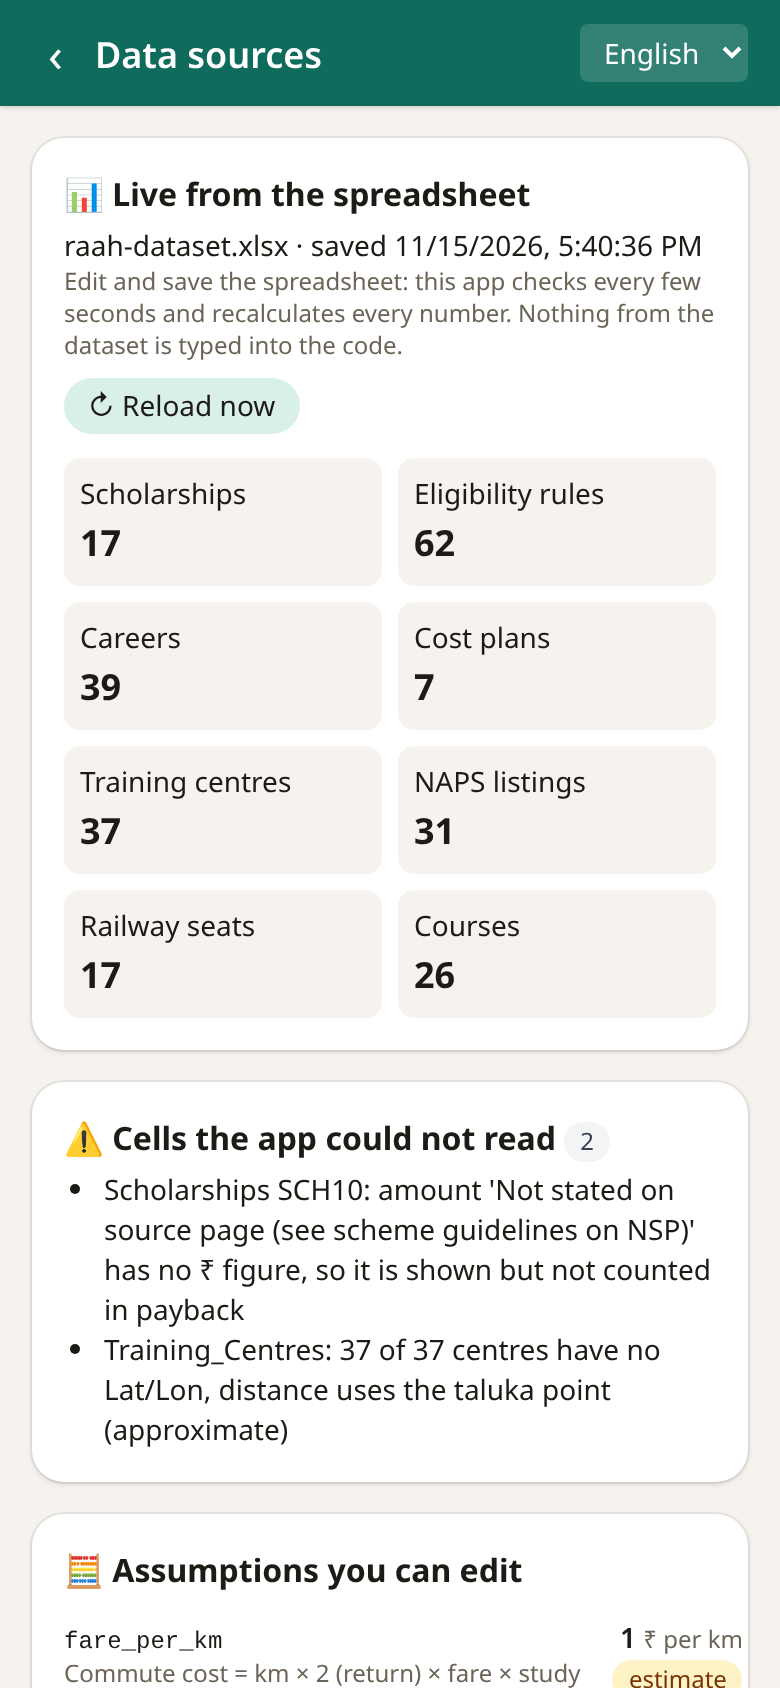 ‹ Data sources English
📊 Live from the spreadsheet
raah-dataset.xlsx · saved 11/15/2026, 5:40:36 PM
Edit and save the spreadsheet: this app checks every few
seconds and recalculates every number. Nothing from the
dataset is typed into the code.
↻ Reload now
Scholarships
17
Eligibility rules
62
Careers
39
Cost plans
7
Training centres
37
NAPS listings
31
Railway seats
17
Courses
26
⚠️ Cells the app could not read 2
• Scholarships SCH10: amount 'Not stated on
source page (see scheme guidelines on NSP)'
has no ₹ figure, so it is shown but not counted
in payback
• Training_Centres: 37 of 37 centres have no
Lat/Lon, distance uses the taluka point
(approximate)
🧮 Assumptions you can edit
fare_per_km 1 ₹ per km
Commute cost = km × 2 (return) × fare × study estimate